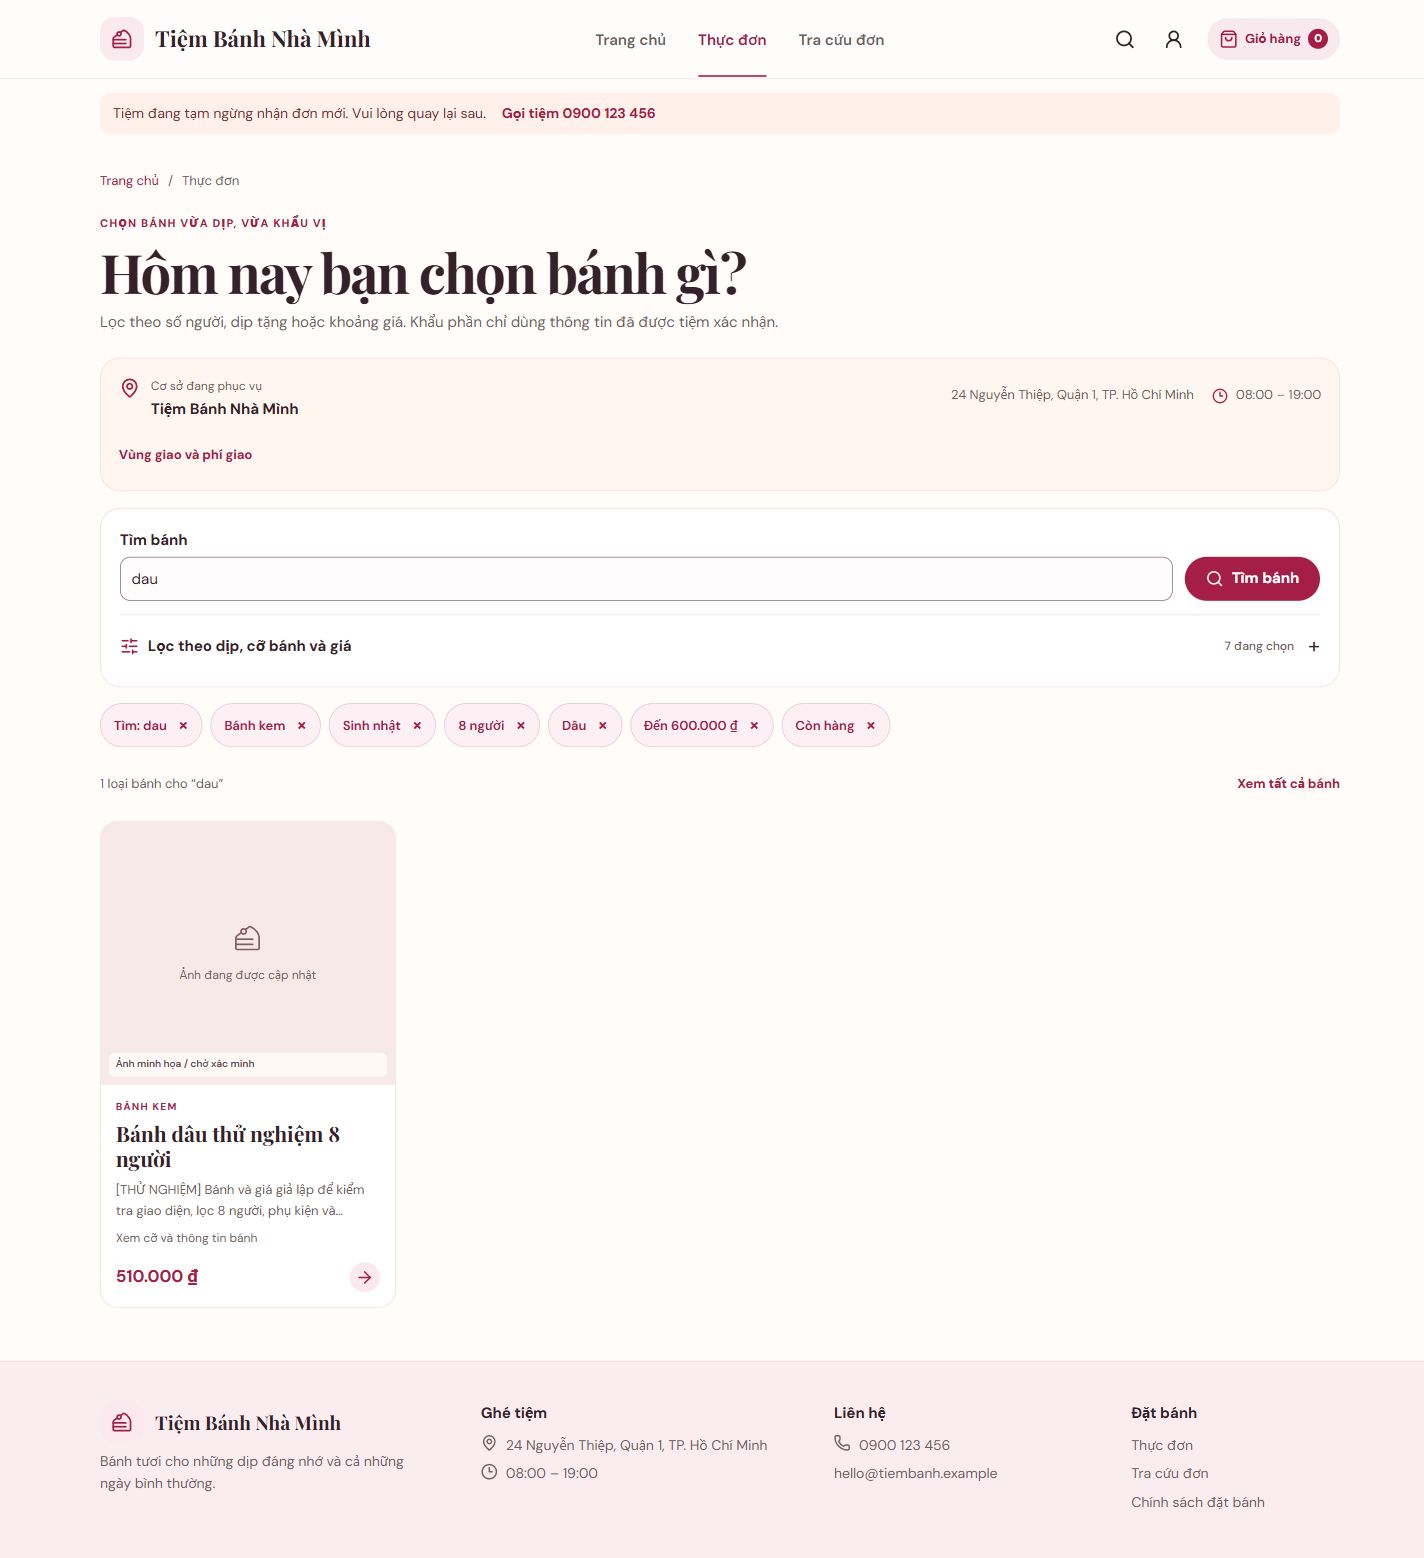 Tiệm Bánh Nhà Mình
Trang chủ
Thực đơn
Tra cứu đơn
Giỏ hàng 0
Tiệm đang tạm ngừng nhận đơn mới. Vui lòng quay lại sau. Gọi tiệm 0900 123 456
Trang chủ / Thực đơn
CHỌN BÁNH VỪA DỊP, VỪA KHẨU VỊ
Hôm nay bạn chọn bánh gì?
Lọc theo số người, dịp tặng hoặc khoảng giá. Khẩu phần chỉ dùng thông tin đã được tiệm xác nhận.
Cơ sở đang phục vụ
Tiệm Bánh Nhà Mình
24 Nguyễn Thiệp, Quận 1, TP. Hồ Chí Minh
08:00 – 19:00
Vùng giao và phí giao
Tìm bánh
dau
Tìm bánh
Lọc theo dịp, cỡ bánh và giá
7 đang chọn +
Tìm: dau ×
Bánh kem ×
Sinh nhật ×
8 người ×
Dâu ×
Đến 600.000 ₫ ×
Còn hàng ×
1 loại bánh cho “dau”
Xem tất cả bánh
Ảnh đang được cập nhật
Ảnh minh họa / chờ xác minh
BÁNH KEM
Bánh dâu thử nghiệm 8
người
[THỬ NGHIỆM] Bánh và giá giả lập để kiểm
tra giao diện, lọc 8 người, phụ kiện và…
Xem cỡ và thông tin bánh
510.000 ₫
Tiệm Bánh Nhà Mình
Bánh tươi cho những dịp đáng nhớ và cả những
ngày bình thường.
Ghé tiệm
24 Nguyễn Thiệp, Quận 1, TP. Hồ Chí Minh
08:00 – 19:00
Liên hệ
0900 123 456
hello@tiembanh.example
Đặt bánh
Thực đơn
Tra cứu đơn
Chính sách đặt bánh